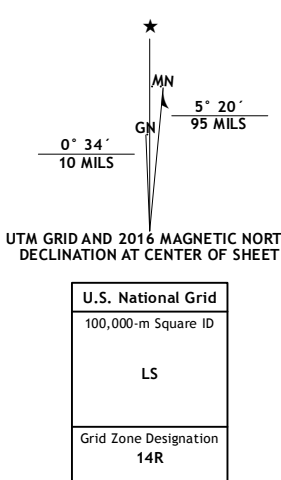 MN
GN
5° 20´
95 MILS
0° 34´
10 MILS
UTM GRID AND 2016 MAGNETIC NORT
DECLINATION AT CENTER OF SHEET
U.S. National Grid
100,000-m Square ID
LS
Grid Zone Designation
14R